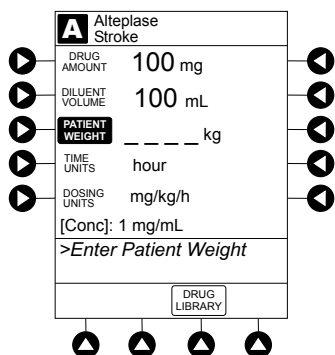 A Alteplase
Stroke
DRUG
AMOUNT 100 mg
DILUENT
VOLUME 100 mL
PATIENT
WEIGHT _ _ _ _ kg
TIME
UNITS hour
DOSING
UNITS mg/kg/h
[Conc]: 1 mg/mL
>Enter Patient Weight
DRUG
LIBRARY